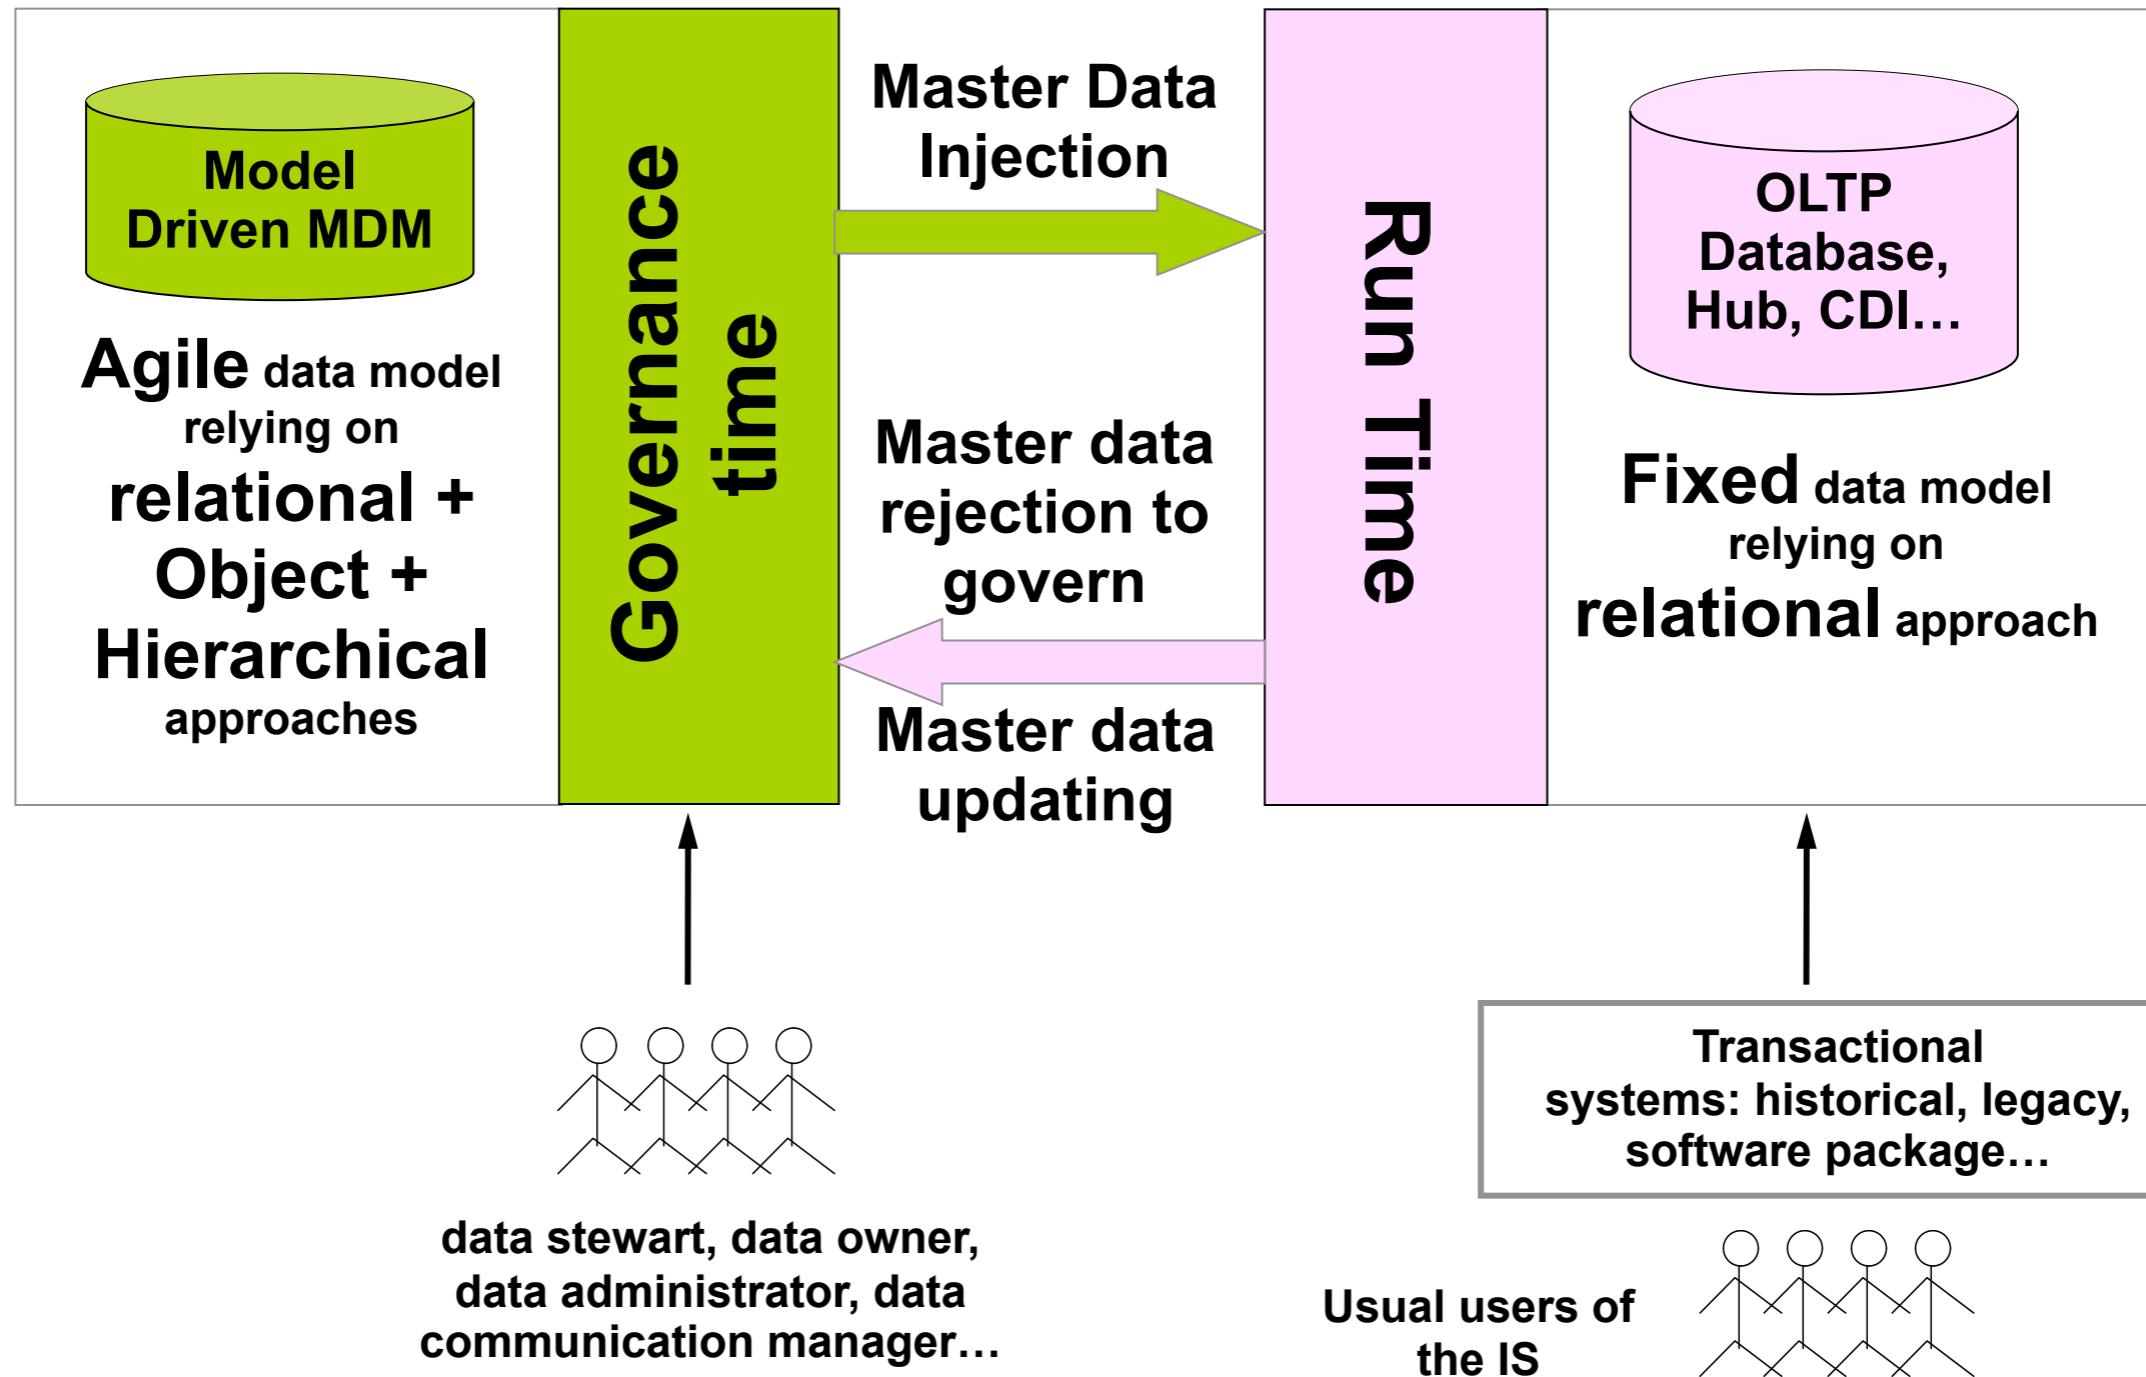 Model
Driven MDM
Agile data model
relying on
relational +
Object +
Hierarchical
approaches
Governance
time
Master Data
Injection
Master data
rejection to
govern
Master data
updating
Run Time
OLTP
Database,
Hub, CDI…
Fixed data model
relying on
relational approach
data stewart, data owner,
data administrator, data
communication manager…
Transactional
systems: historical, legacy,
software package…
Usual users of
the IS